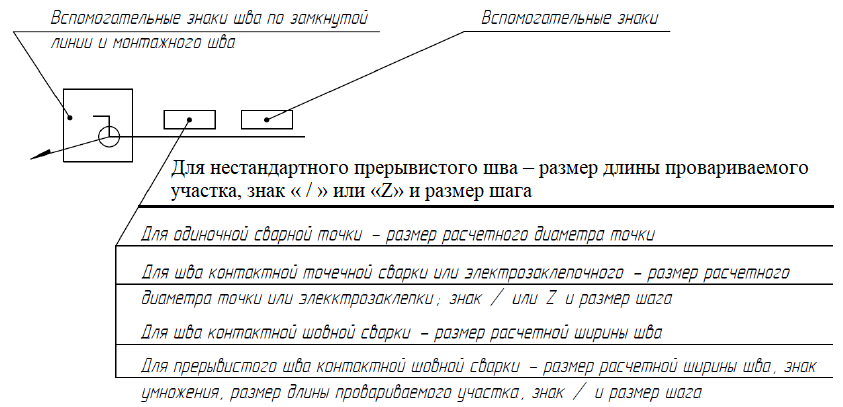 Вспомогательные знаки шва по замкнутой
линии и монтажного шва
Вспомогательные знаки
Для нестандартного прерывистого шва – размер длины провариваемого
участка, знак « / » или «Z» и размер шага
Для одиночной сварной точки – размер расчетного диаметра точки
Для шва контактной точечной сварки или электрозаклепочного – размер расчетного
диаметра точки или элекктрозаклепки; знак / или Z и размер шага
Для шва контактной шовной сварки – размер расчетной ширины шва
Для прерывистого шва контактной шовной сварки – размер расчетной ширины шва, знак
умножения, размер длины провариваемого участка, знак / и размер шага